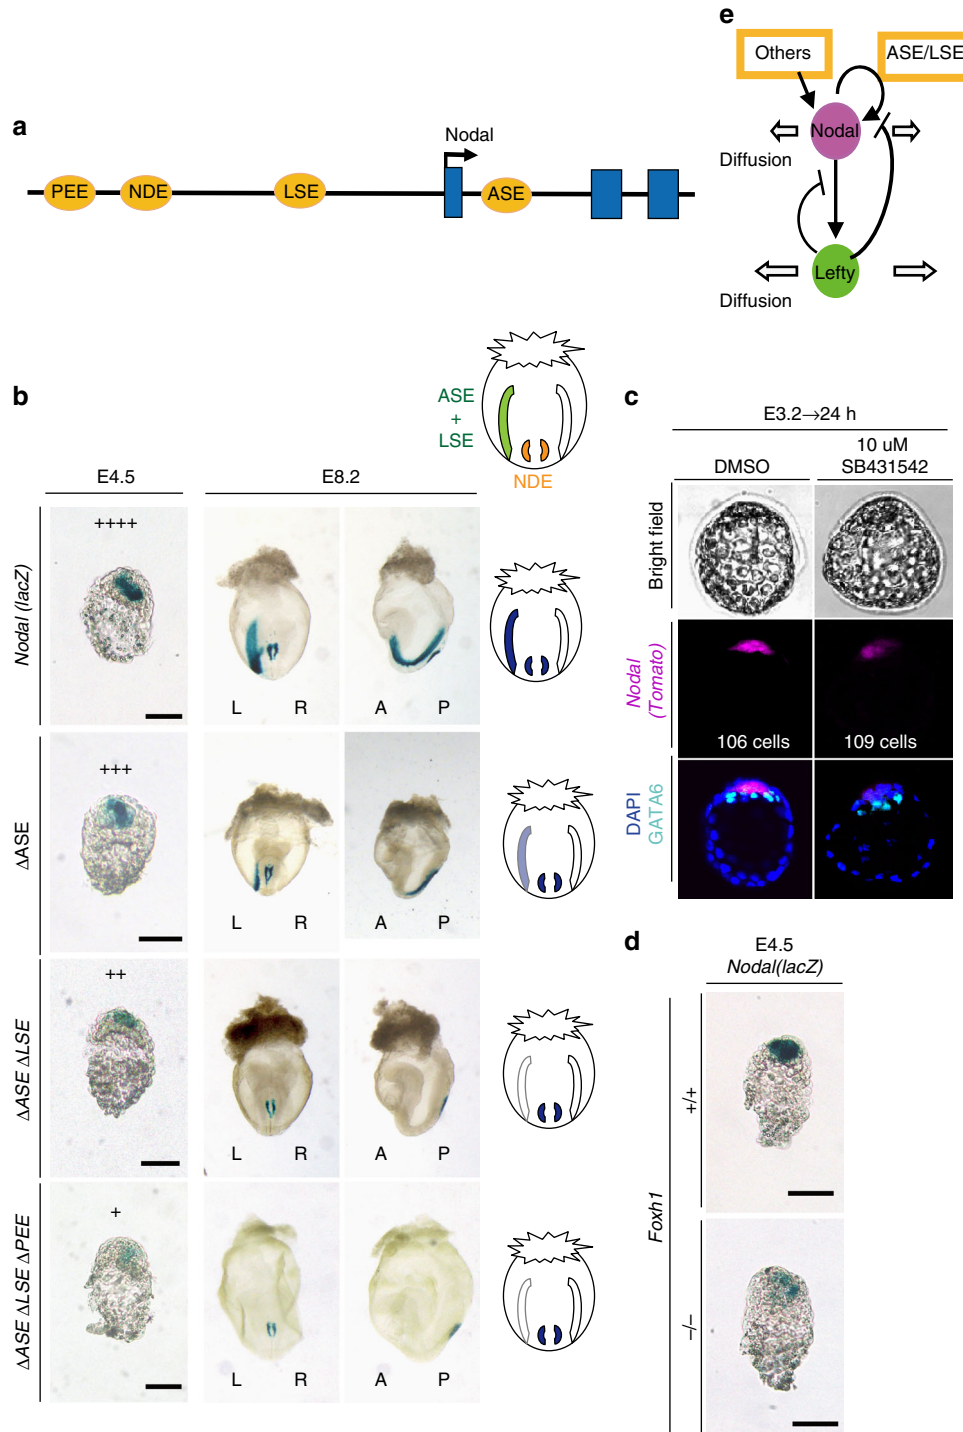 a
Nodal
PEE
NDE
LSE
ASE
e
Others
ASE/LSE
Nodal
Diffusion
Lefty
Diffusion
b
ASE
+
LSE
NDE
E4.5
E8.2
Nodal (lacZ)
++++
L
R
A
P
ΔASE
+++
L
R
A
P
ΔASE ΔLSE
++
L
R
A
P
ΔASE ΔLSE ΔPEE
+
L
R
A
P
c
E3.2→24 h
DMSO
10 uM
SB431542
Bright field
Nodal
(Tomato)
106 cells
109 cells
DAPI
GATA6
d
E4.5
Nodal(lacZ)
Foxh1
+/+
–/–